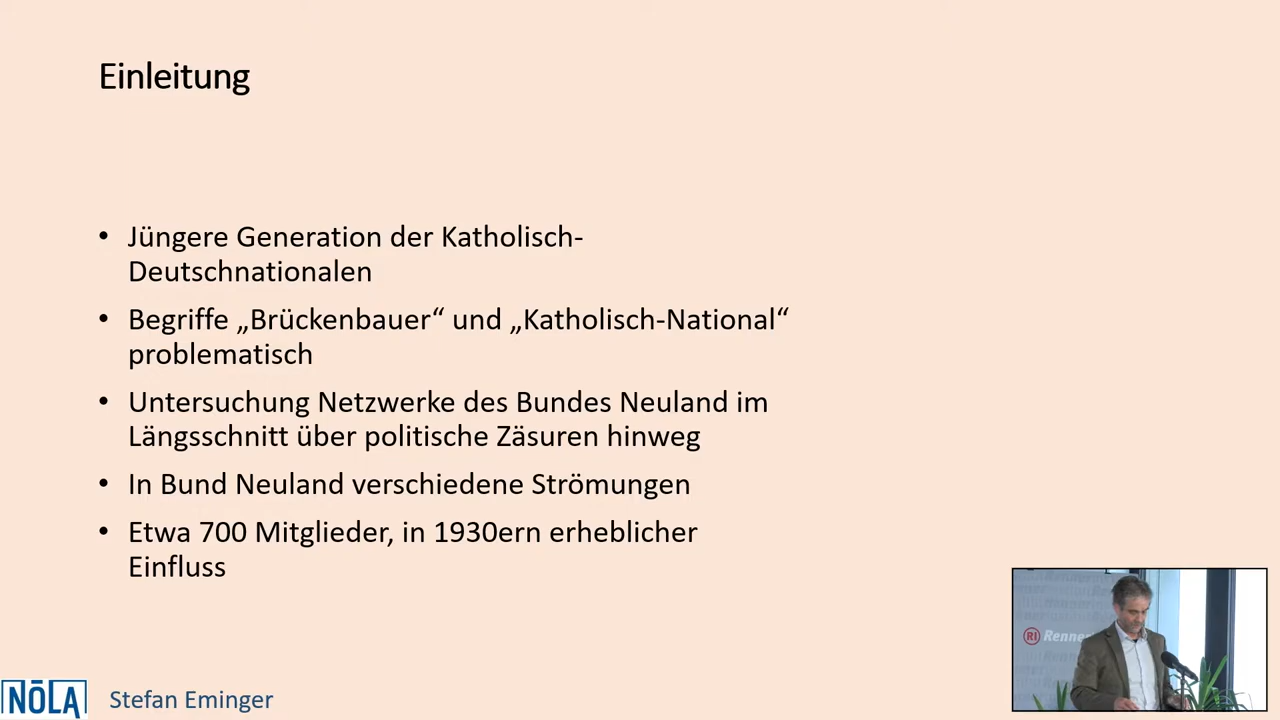 Einleitung
• Jüngere Generation der Katholisch-
Deutschnationalen
• Begriffe „Brückenbauer“ und „Katholisch-National“
problematisch
• Untersuchung Netzwerke des Bundes Neuland im
Längsschnitt über politische Zäsuren hinweg
• In Bund Neuland verschiedene Strömungen
• Etwa 700 Mitglieder, in 1930ern erheblicher
Einfluss
RI Renner
NÖLA
Stefan Eminger